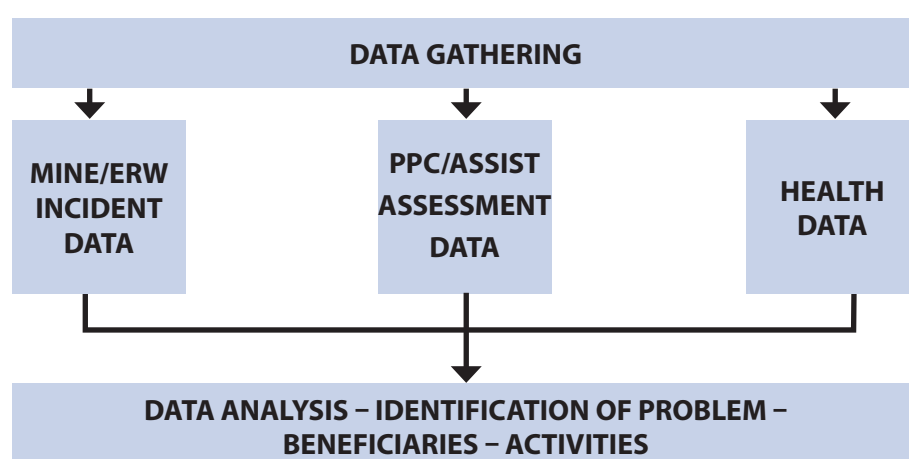 DATA GATHERING
MINE/ERW
INCIDENT
DATA
PPC/ASSIST
ASSESSMENT
DATA
HEALTH
DATA
DATA ANALYSIS – IDENTIFICATION OF PROBLEM –
BENEFICIARIES – ACTIVITIES